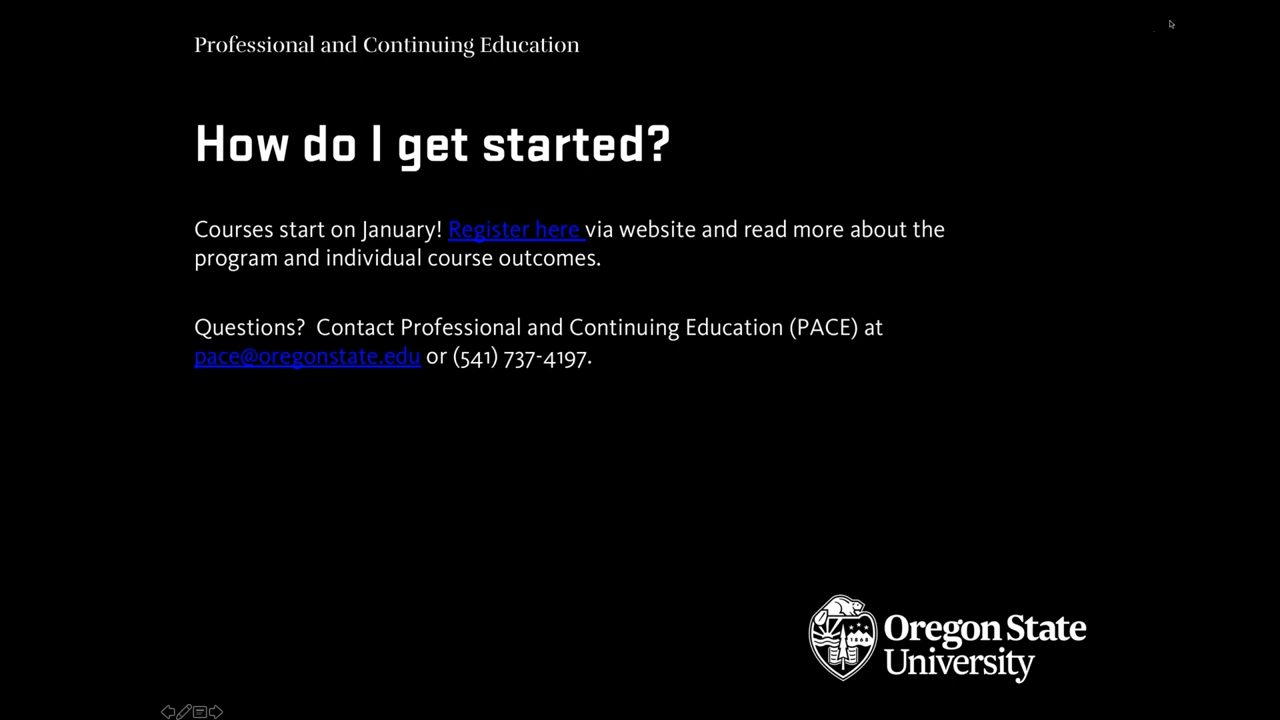 Professional and Continuing Education
How do I get started?
Courses start on January! Register here via website and read more about the
program and individual course outcomes.
Questions?  Contact Professional and Continuing Education (PACE) at
pace@oregonstate.edu or (541) 737-4197.
Oregon State
University